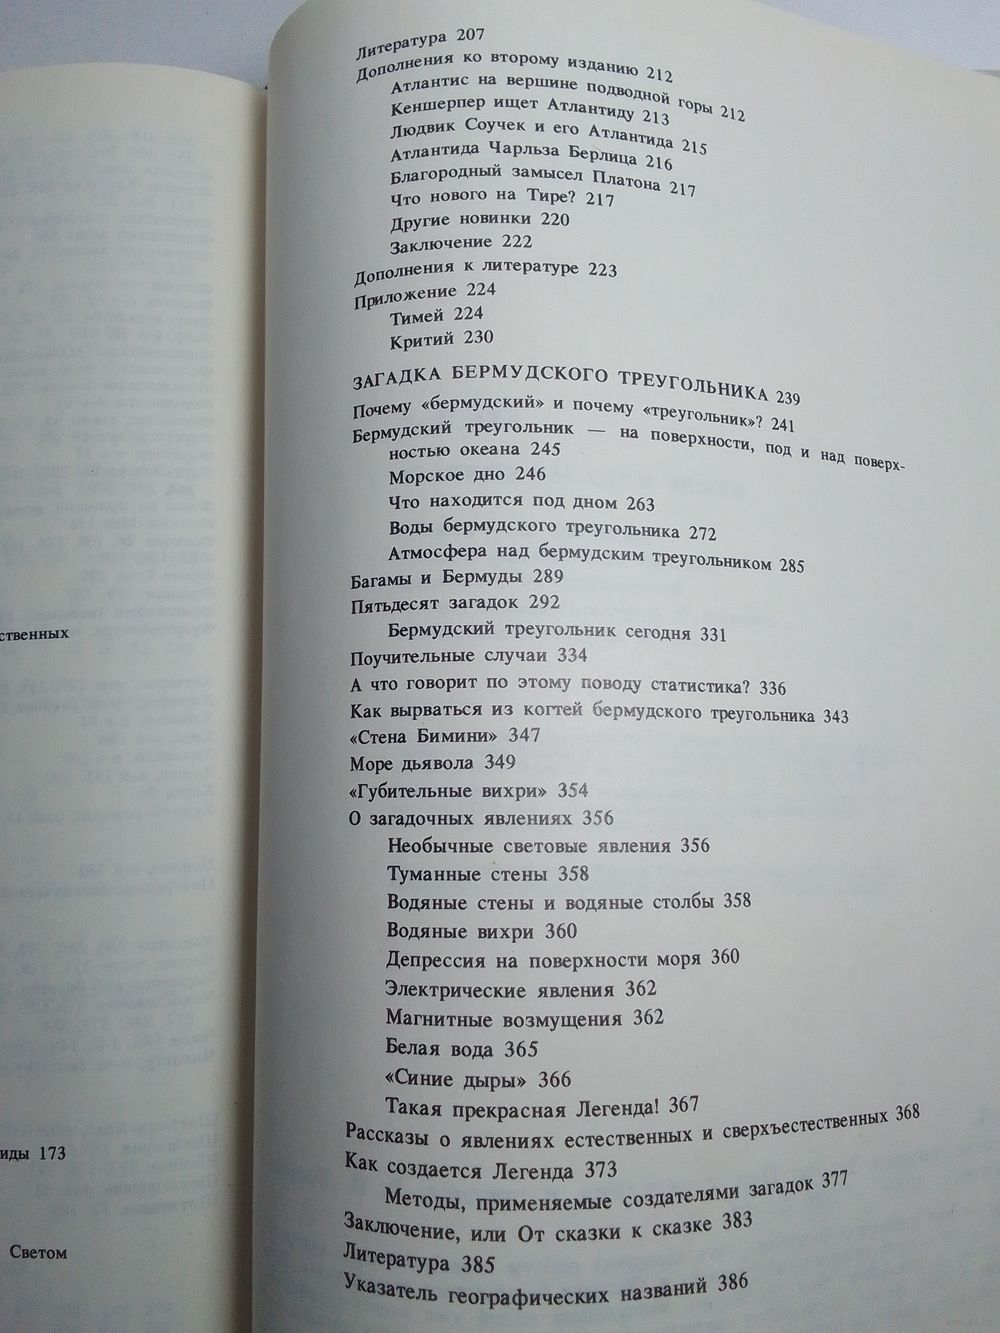 Литература 207
Дополнения ко второму изданию 212
Атлантис на вершине подводной горы 212
Кеншерпер ищет Атлантиду 213
Людвик Соучек и его Атлантида 215
Атлантида Чарльза Берлица 216
Благородный замысел Платона 217
Что нового на Тире? 217
Другие новинки 220
Заключение 222
Дополнения к литературе 223
Приложение 224
Тимей 224
Критий 230
ЗАГАДКА БЕРМУДСКОГО ТРЕУГОЛЬНИКА 239
Почему «бермудский» и почему «треугольник»? 241
Бермудский треугольник — на поверхности, под и над поверх-
ностью океана 245
Морское дно 246
Что находится под дном 263
Воды бермудского треугольника 272
Атмосфера над бермудским треугольником 285
Багамы и Бермуды 289
Пятьдесят загадок 292
Бермудский треугольник сегодня 331
Поучительные случаи 334
А что говорит по этому поводу статистика? 336
Как вырваться из когтей бермудского треугольника 343
«Стена Бимини» 347
Море дьявола 349
«Губительные вихри» 354
О загадочных явлениях 356
Необычные световые явления 356
Туманные стены 358
Водяные стены и водяные столбы 358
Водяные вихри 360
Депрессия на поверхности моря 360
Электрические явления 362
Магнитные возмущения 362
Белая вода 365
«Синие дыры» 366
Такая прекрасная Легенда! 367
Рассказы о явлениях естественных и сверхъестественных 368
Как создается Легенда 373
Методы, применяемые создателями загадок 377
Заключение, или От сказки к сказке 383
Литература 385
Указатель географических названий 386
ственных
иды 173
Светом